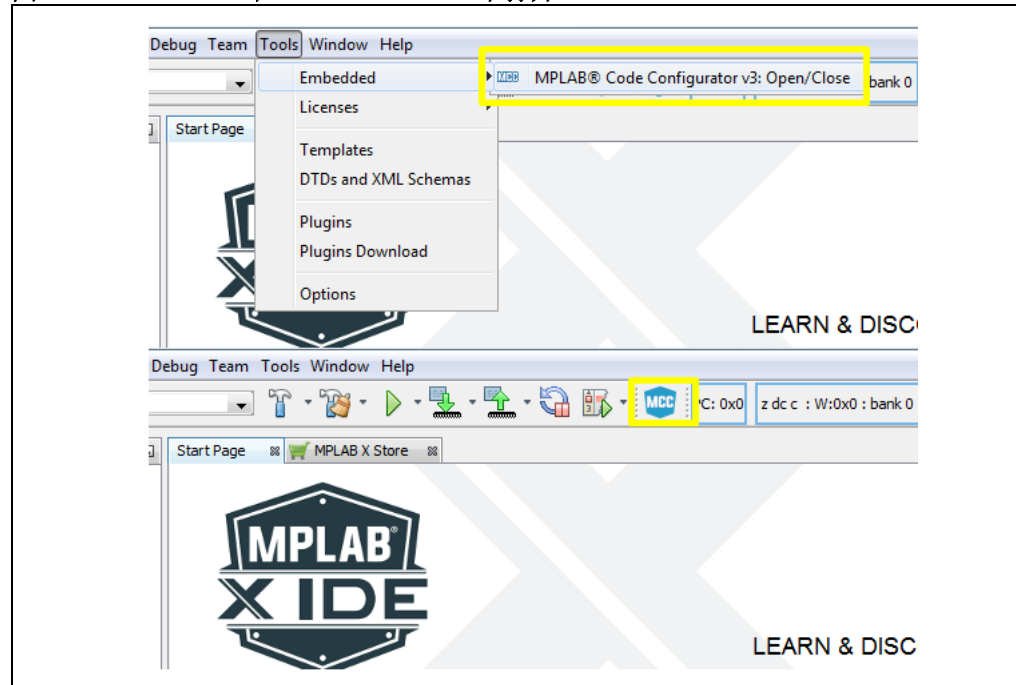 Debug Team Tools Window Help
Embedded
MPLAB® Code Configurator v3: Open/Close
bank 0
Licenses
Start Page
Templates
DTDs and XML Schemas
Plugins
Plugins Download
Options
LEARN & DISC
Debug Team Tools Window Help
MCC
PC: 0x0
z dc c : W:0x0 : bank 0
Start Page
MPLAB X Store
MPLAB®
X IDE
LEARN & DISC